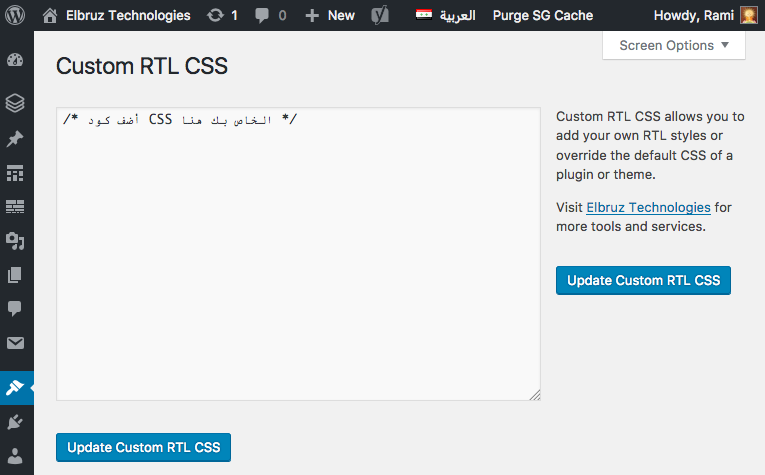 Elbruz Technologies 1 0 New العربية Purge SG Cache Howdy, Rami
Screen Options
Custom RTL CSS
/* أضف كود CSS الخاص بك هنا */
Custom RTL CSS allows you to
add your own RTL styles or
override the default CSS of a
plugin or theme.
Visit Elbruz Technologies for
more tools and services.
Update Custom RTL CSS
Update Custom RTL CSS